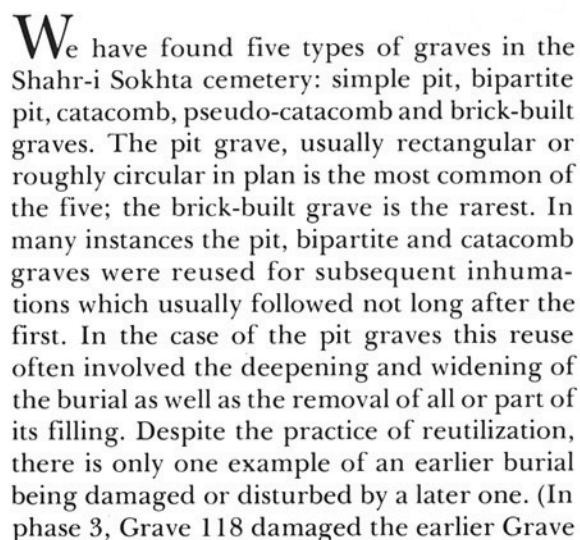 We have found five types of graves in the
Shahr-i Sokhta cemetery: simple pit, bipartite
pit, catacomb, pseudo-catacomb and brick-built
graves. The pit grave, usually rectangular or
roughly circular in plan is the most common of
the five; the brick-built grave is the rarest. In
many instances the pit, bipartite and catacomb
graves were reused for subsequent inhuma-
tions which usually followed not long after the
first. In the case of the pit graves this reuse
often involved the deepening and widening of
the burial as well as the removal of all or part of
its filling. Despite the practice of reutilization,
there is only one example of an earlier burial
being damaged or disturbed by a later one. (In
phase 3, Grave 118 damaged the earlier Grave